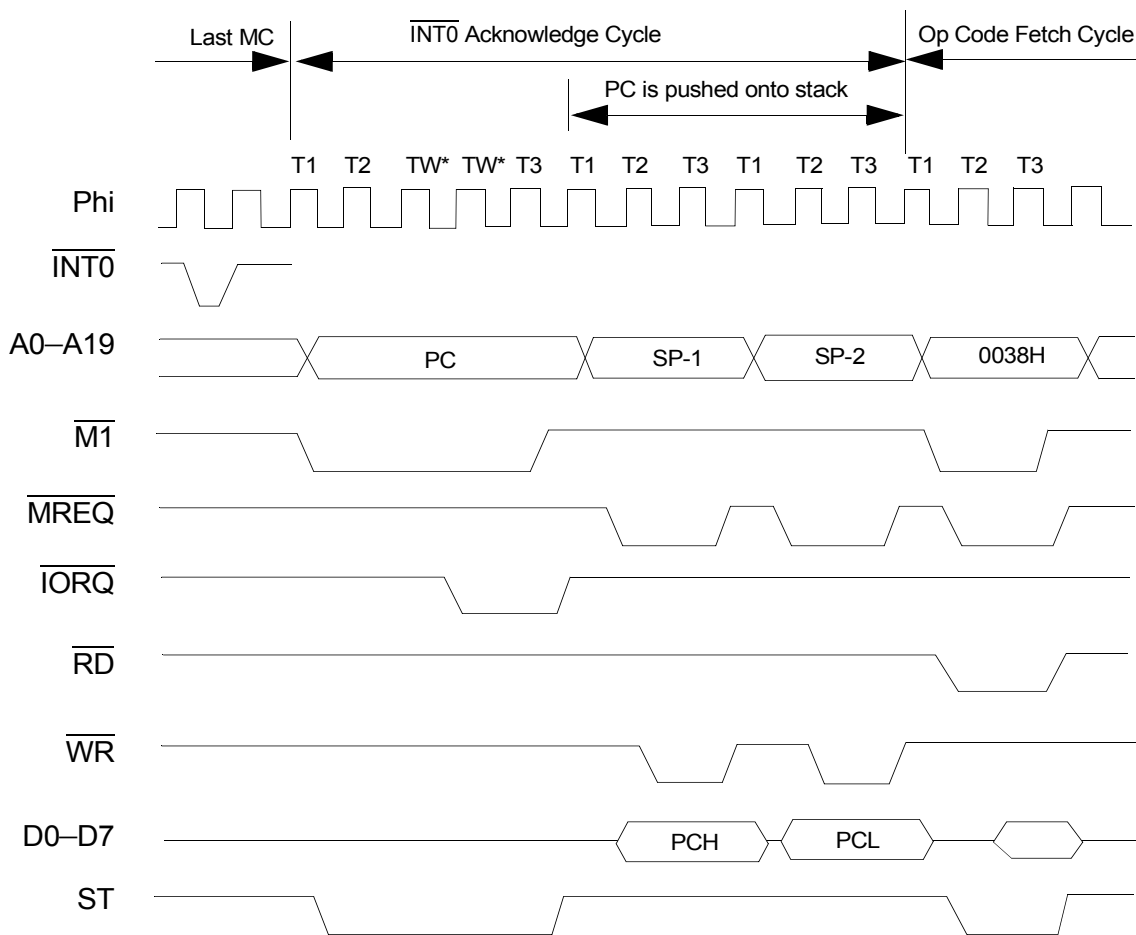 Last MC INT0 Acknowledge Cycle Op Code Fetch Cycle
PC is pushed onto stack
T1 T2 TW* TW* T3 T1 T2 T3 T1 T2 T3 T1 T2 T3
Phi
INT0
A0–A19 PC SP-1 SP-2 0038H
M1
MREQ
IORQ
RD
WR
D0–D7 PCH PCL
ST